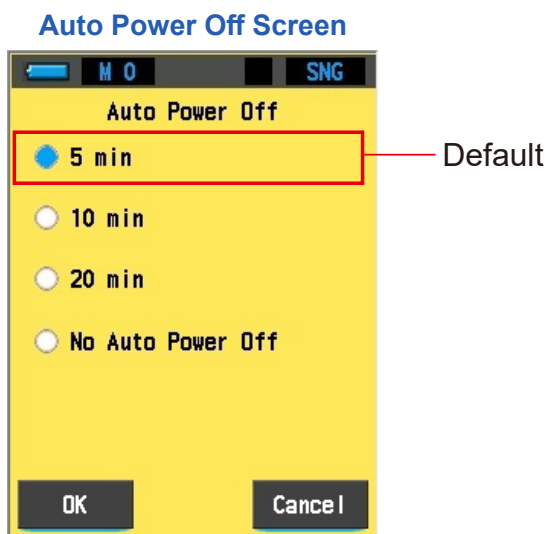 Auto Power Off Screen
M 0 SNG
Auto Power Off
5 min
Default
10 min
20 min
No Auto Power Off
OK Cancel